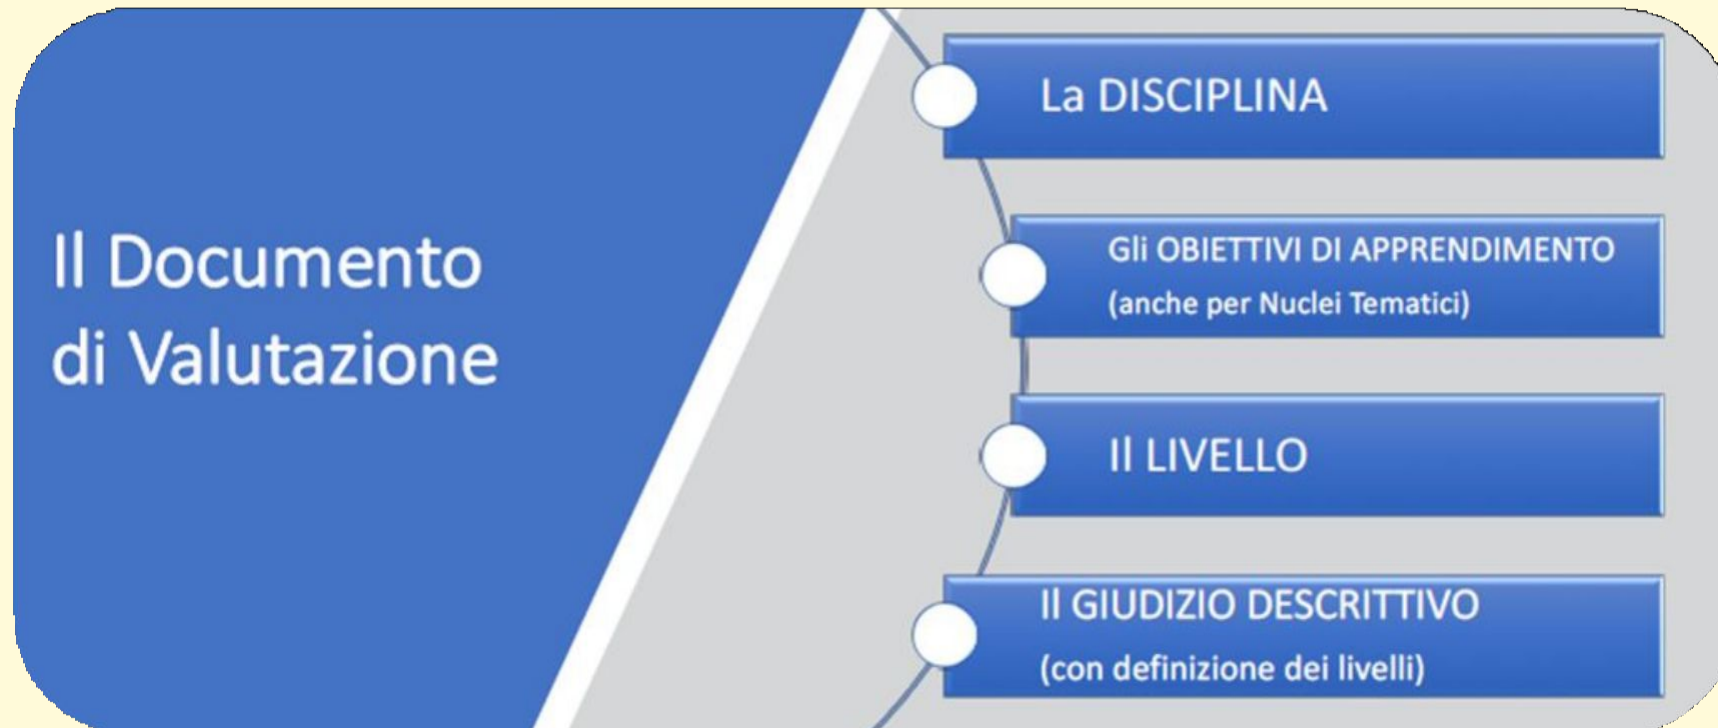 Il Documento
di Valutazione
La DISCIPLINA
Gli OBIETTIVI DI APPRENDIMENTO
(anche per Nuclei Tematici)
Il LIVELLO
Il GIUDIZIO DESCRITTIVO
(con definizione dei livelli)